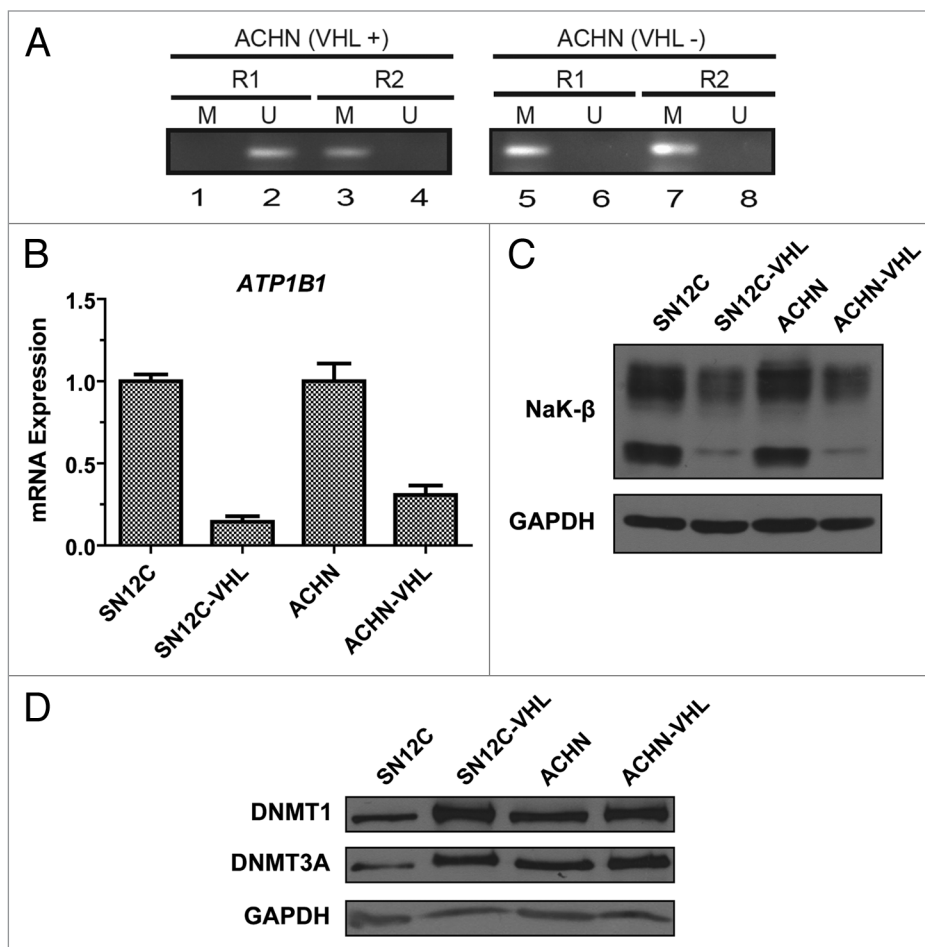 A
ACHN (VHL +) ACHN (VHL -)
R1 R2 R1 R2
M U M U M U M U
1 2 3 4 5 6 7 8
B
ATP1B1
mRNA Expression
1.5
1.0
0.5
0.0
SN12C SN12C-VHL ACHN ACHN-VHL
C
SN12C SN12C-VHL ACHN ACHN-VHL
NaK-β
GAPDH
D
SN12C SN12C-VHL ACHN ACHN-VHL
DNMT1
DNMT3A
GAPDH